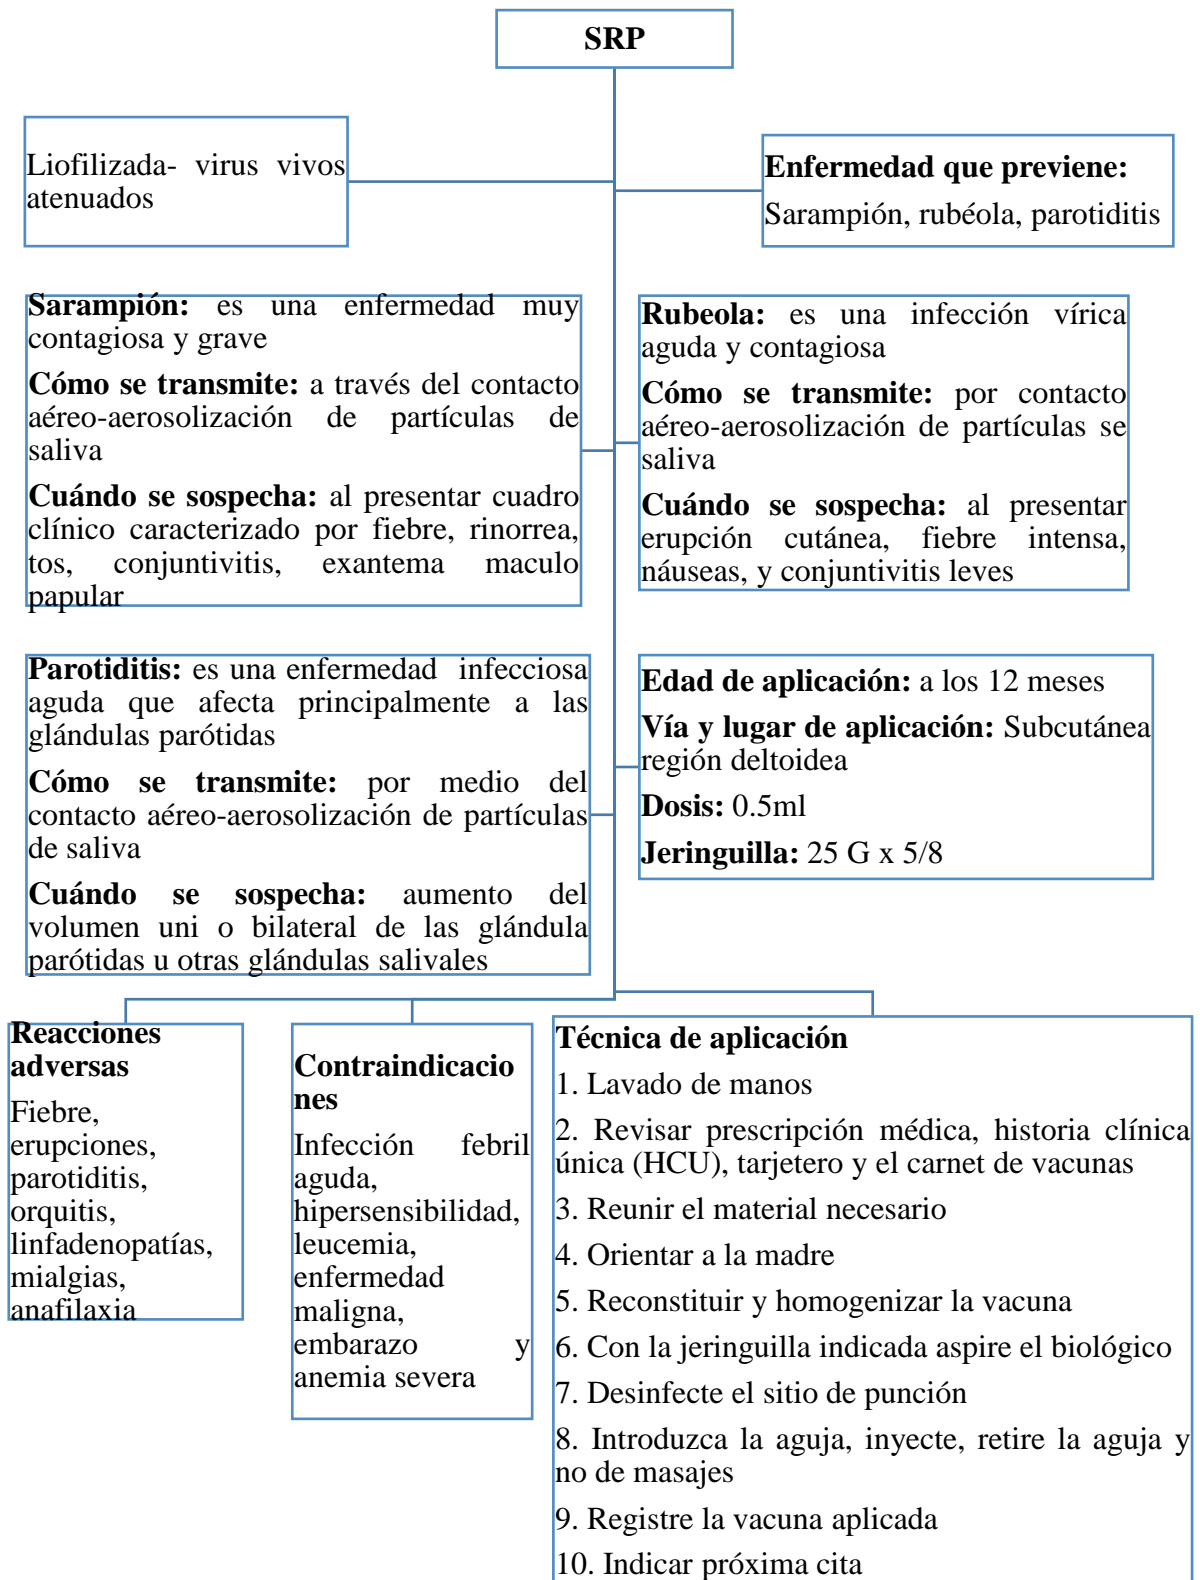 SRP
Liofilizada- virus vivos
atenuados
Enfermedad que previene:
Sarampión, rubéola, parotiditis
Sarampión: es una enfermedad muy
contagiosa y grave
Cómo se transmite: a través del contacto
aéreo-aerosolización de partículas de
saliva
Cuándo se sospecha: al presentar cuadro
clínico caracterizado por fiebre, rinorrea,
tos, conjuntivitis, exantema maculo
papular
Rubeola: es una infección vírica
aguda y contagiosa
Cómo se transmite: por contacto
aéreo-aerosolización de partículas se
saliva
Cuándo se sospecha: al presentar
erupción cutánea, fiebre intensa,
náuseas, y conjuntivitis leves
Parotiditis: es una enfermedad infecciosa
aguda que afecta principalmente a las
glándulas parótidas
Cómo se transmite: por medio del
contacto aéreo-aerosolización de partículas
de saliva
Cuándo se sospecha: aumento del
volumen uni o bilateral de las glándula
parótidas u otras glándulas salivales
Edad de aplicación: a los 12 meses
Vía y lugar de aplicación: Subcutánea
región deltoidea
Dosis: 0.5ml
Jeringuilla: 25 G x 5/8
Reacciones
adversas
Fiebre,
erupciones,
parotiditis,
orquitis,
linfadenopatías,
mialgias,
anafilaxia
Contraindicacio
nes
Infección febril
aguda,
hipersensibilidad,
leucemia,
enfermedad
maligna,
embarazo y
anemia severa
Técnica de aplicación
1. Lavado de manos
2. Revisar prescripción médica, historia clínica
única (HCU), tarjetero y el carnet de vacunas
3. Reunir el material necesario
4. Orientar a la madre
5. Reconstituir y homogenizar la vacuna
6. Con la jeringuilla indicada aspire el biológico
7. Desinfecte el sitio de punción
8. Introduzca la aguja, inyecte, retire la aguja y
no de masajes
9. Registre la vacuna aplicada
10. Indicar próxima cita